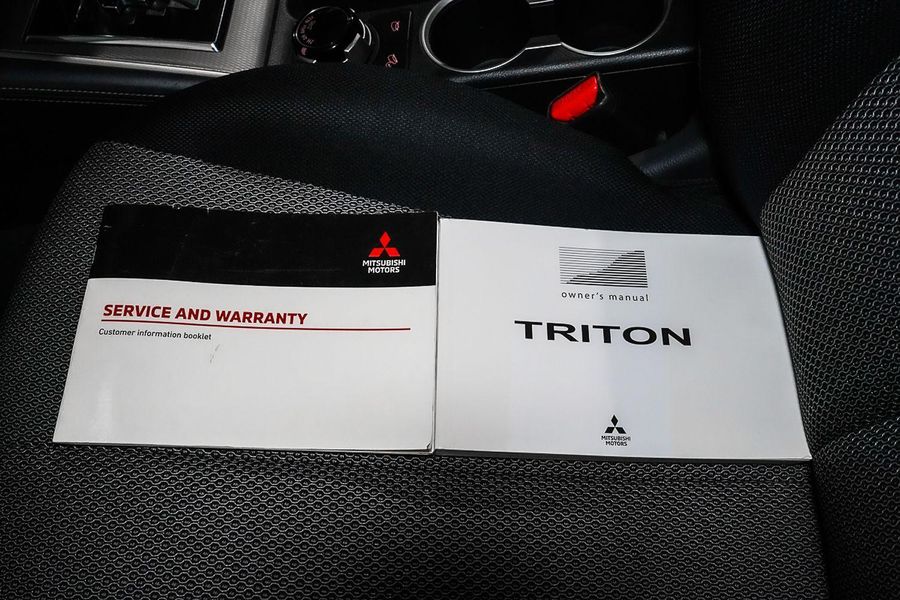 MITSUBISHI
MOTORS
SERVICE AND WARRANTY
Customer information booklet
owner's manual
TRITON
MITSUBISHI
MOTORS